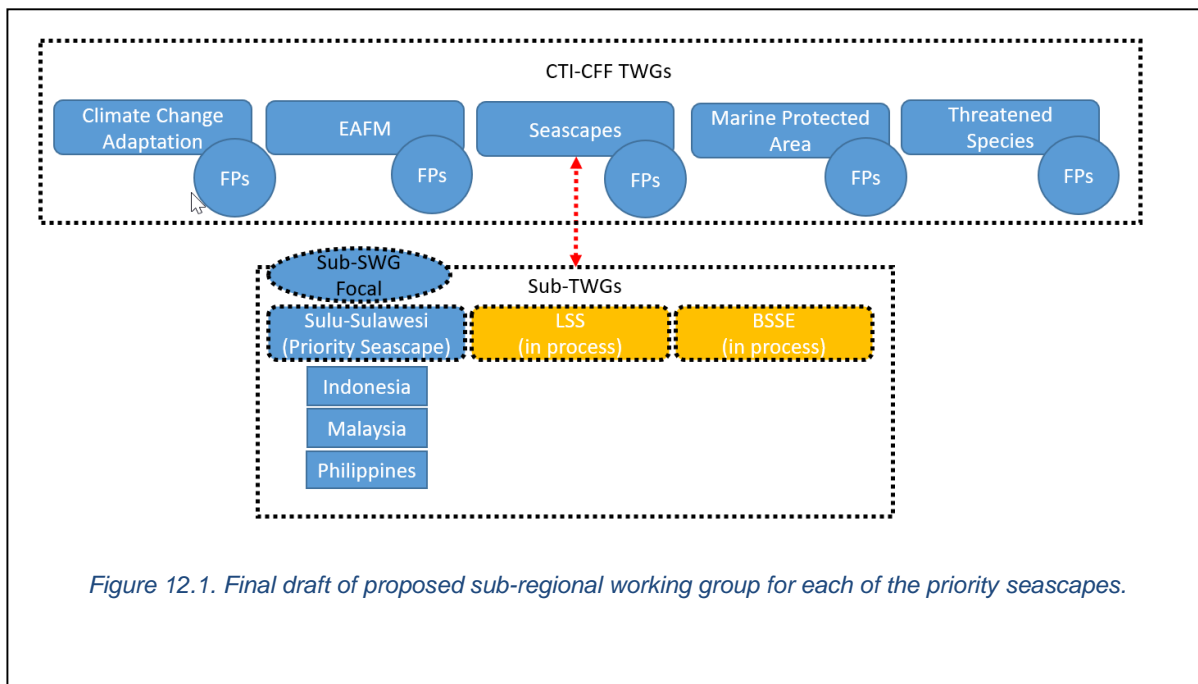 CTI-CFF TWGs
Climate Change
Adaptation
FPs
EAFM
FPs
Seascapes
FPs
Marine Protected
Area
FPs
Threatened
Species
FPs
Sub-SWG
Focal
Sub-TWGs
Sulu-Sulawesi
(Priority Seascape)
LSS
(in process)
BSSE
(in process)
Indonesia
Malaysia
Philippines
Figure 12.1. Final draft of proposed sub-regional working group for each of the priority seascapes.